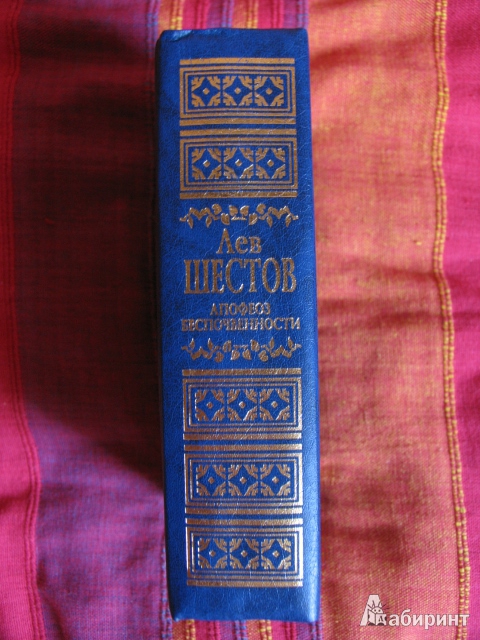 Лев
ШЕСТОВ
АПОФЕОЗ
БЕСПОЧВЕННОСТИ
Лабиринт